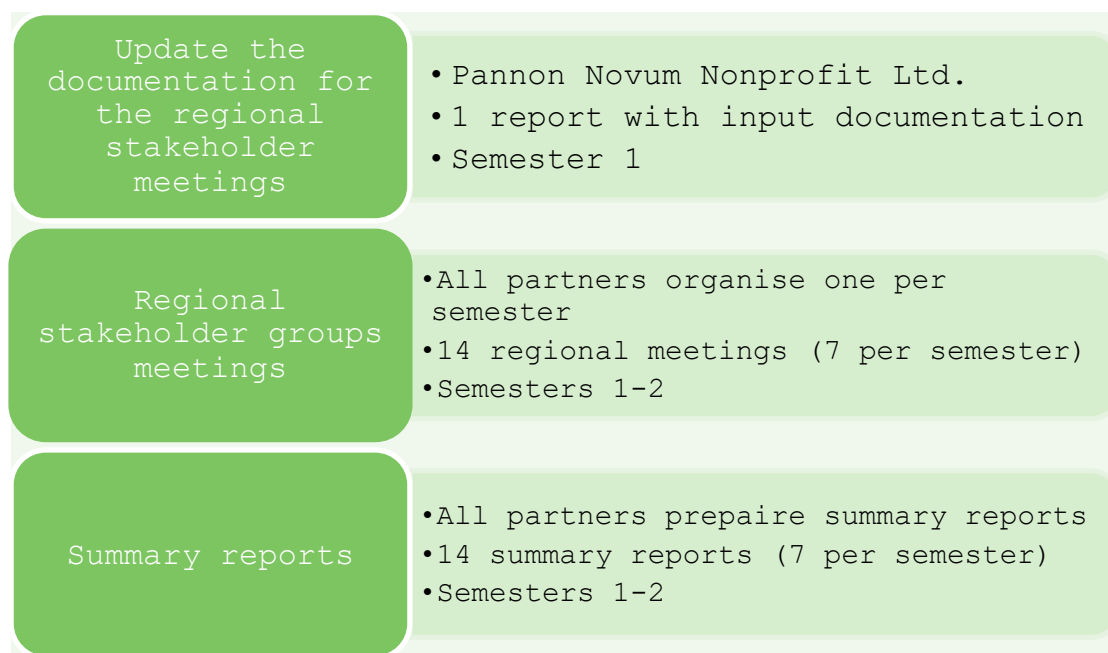 Update the
documentation for
the regional
stakeholder
meetings
• Pannon Novum Nonprofit Ltd.
• 1 report with input documentation
• Semester 1
Regional
stakeholder groups
meetings
•All partners organise one per
semester
•14 regional meetings (7 per semester)
•Semesters 1-2
Summary reports
•All partners prepaire summary reports
•14 summary reports (7 per semester)
•Semesters 1-2